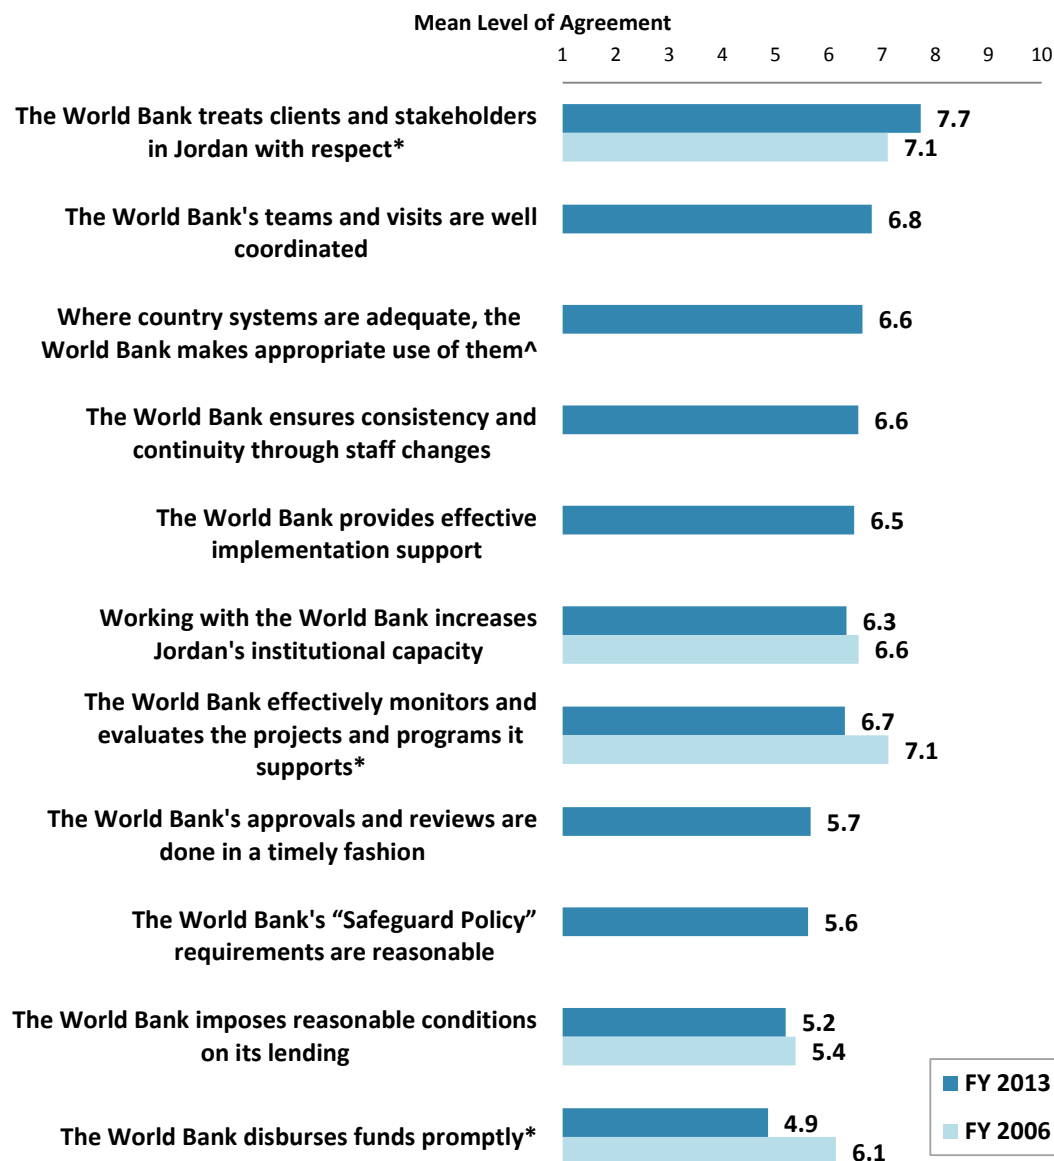 Mean Level of Agreement
1 2 3 4 5 6 7 8 9 10
The World Bank treats clients and stakeholders
in Jordan with respect*
7.7
7.1
The World Bank's teams and visits are well
coordinated
6.8
Where country systems are adequate, the
World Bank makes appropriate use of them^
6.6
The World Bank ensures consistency and
continuity through staff changes
6.6
The World Bank provides effective
implementation support
6.5
Working with the World Bank increases
Jordan's institutional capacity
6.3
6.6
The World Bank effectively monitors and
evaluates the projects and programs it
supports*
6.7
7.1
The World Bank's approvals and reviews are
done in a timely fashion
5.7
The World Bank's “Safeguard Policy”
requirements are reasonable
5.6
The World Bank imposes reasonable conditions
on its lending
5.2
5.4
The World Bank disburses funds promptly*
4.9
6.1
FY 2013
FY 2006